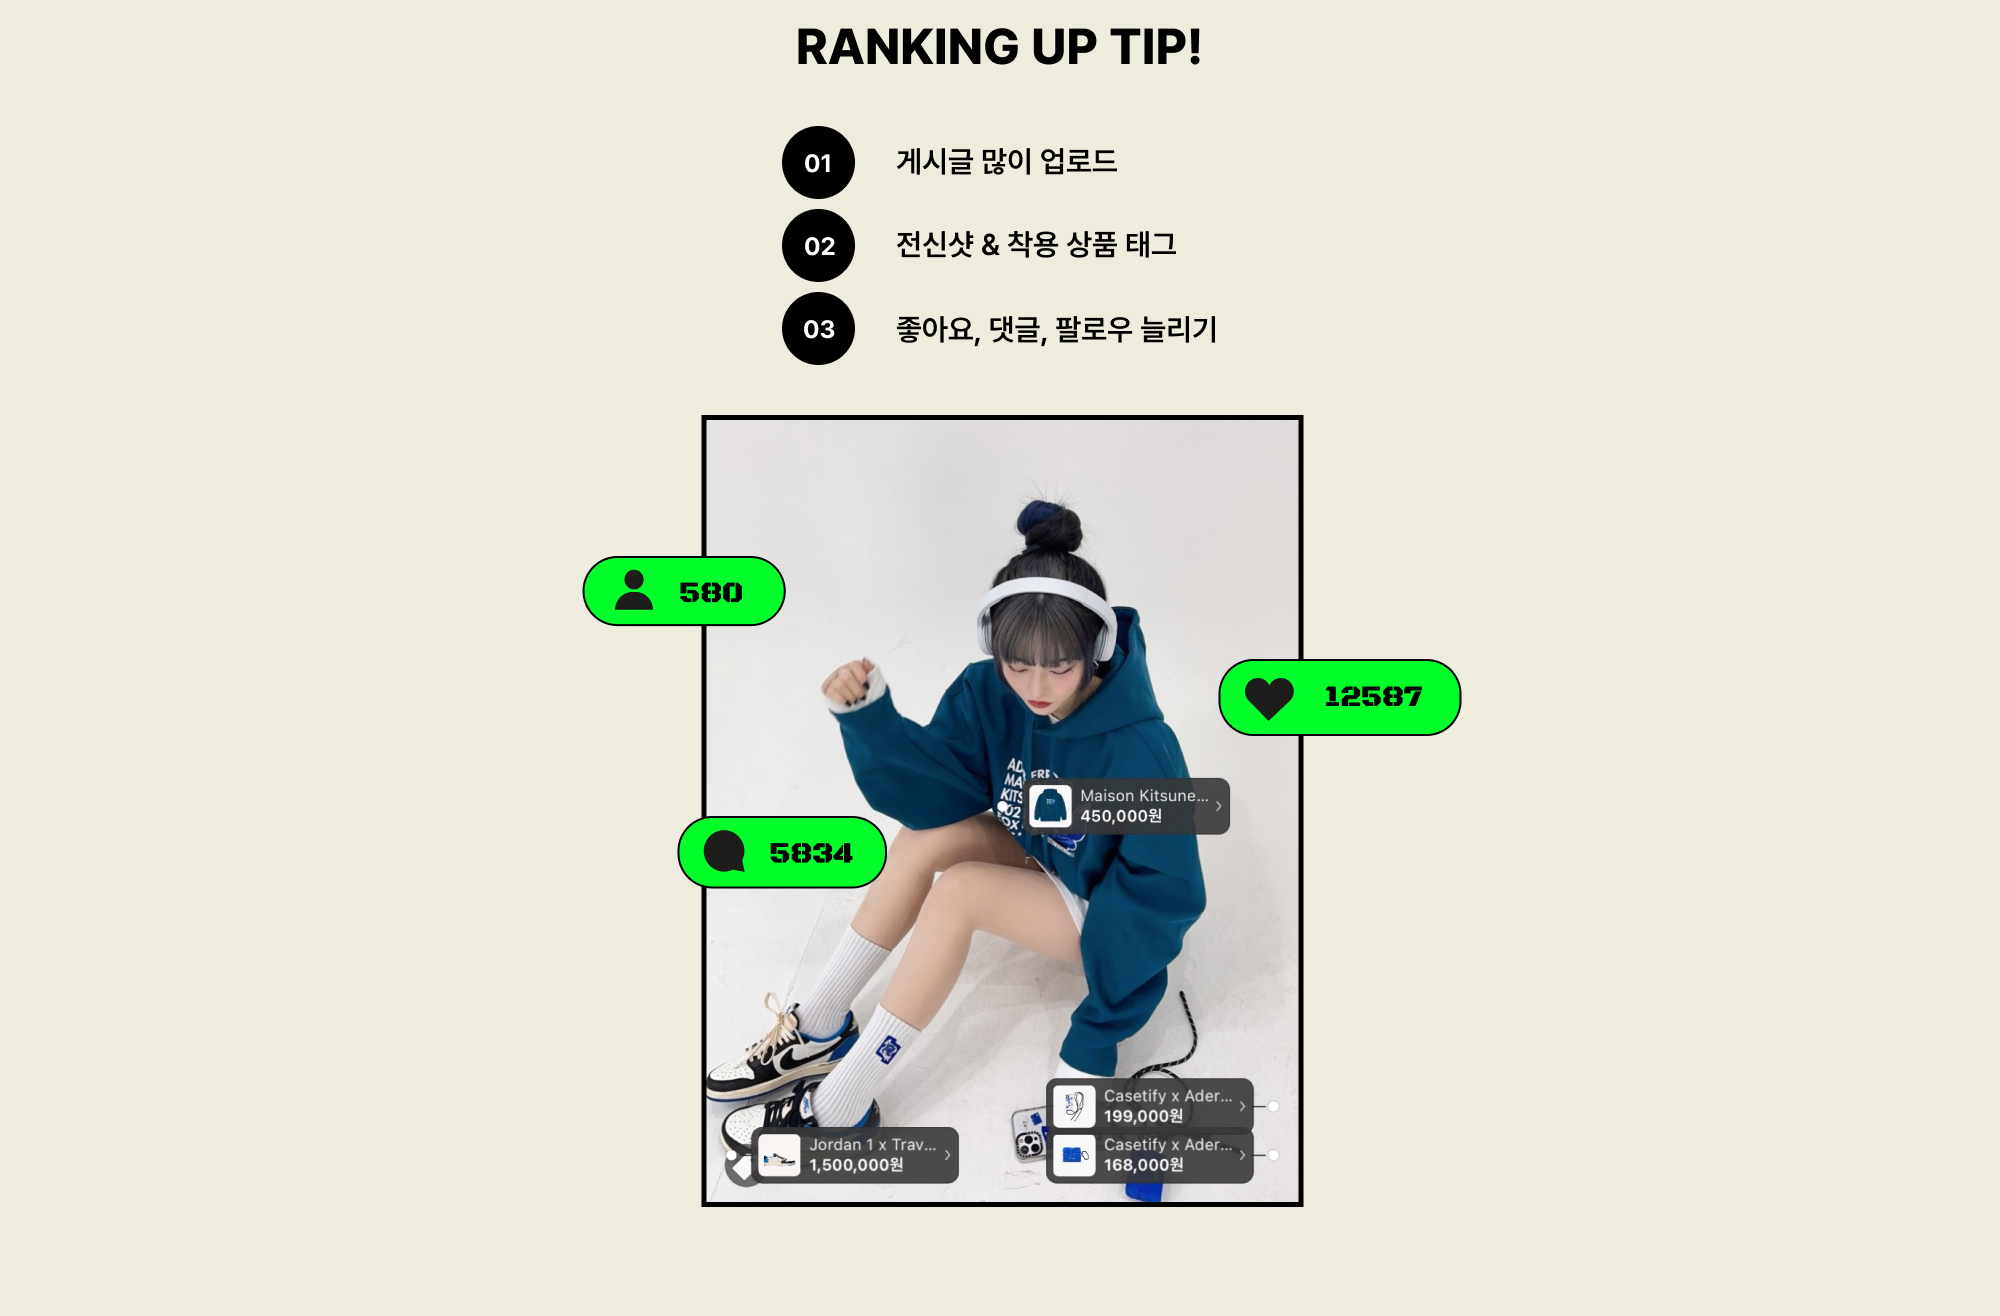 RANKING UP TIP!
01 게시글 많이 업로드
02 전신샷 & 착용 상품 태그
03 좋아요, 댓글, 팔로우 늘리기
580
12587
Maison Kitsune...
450,000원
5834
Casetify x Ader...
199,000원
Jordan 1 x Trav...
1,500,000원
Casetify x Ader...
168,000원